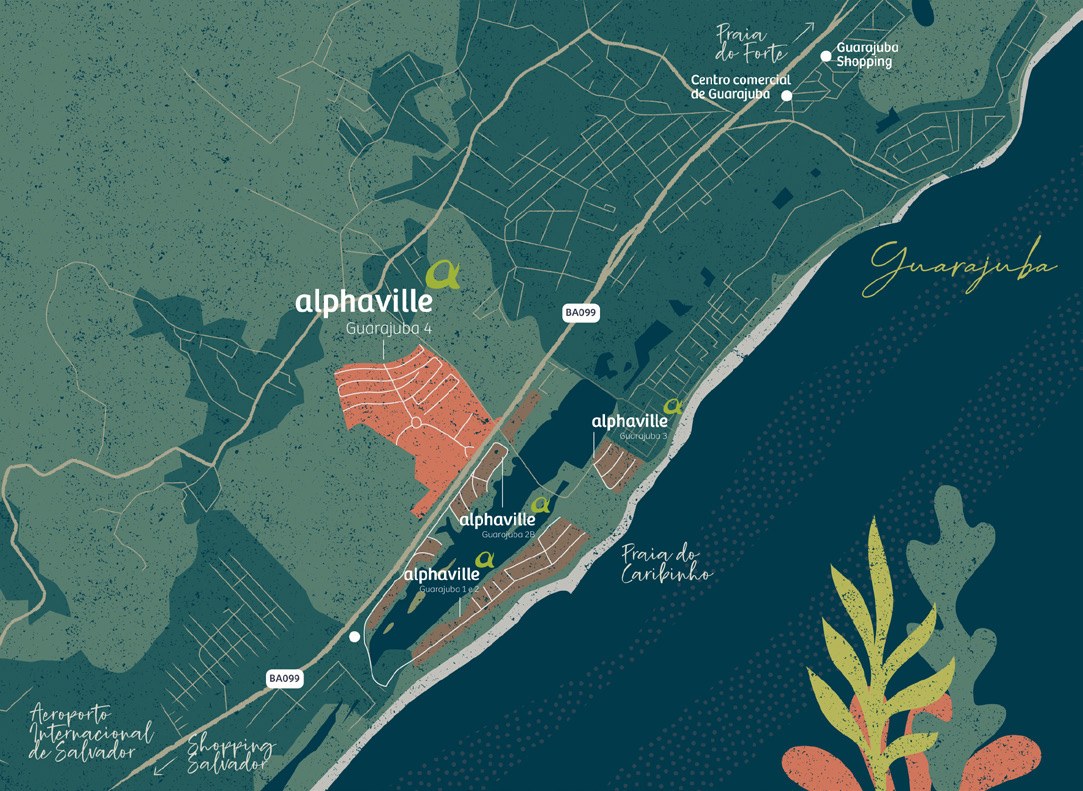 Praia
do Forte
Guarajuba
Shopping
Centro comercial
de Guarajuba
Guarajuba
alphaville
Guarajuba 4
BA099
alphaville
Guarajuba 3
alphaville
Guarajuba 2B
alphaville
Guarajuba 1 e 2
Praia do
Caribinho
BA099
Aeroporto
Internacional
de Salvador
Shopping
Salvador